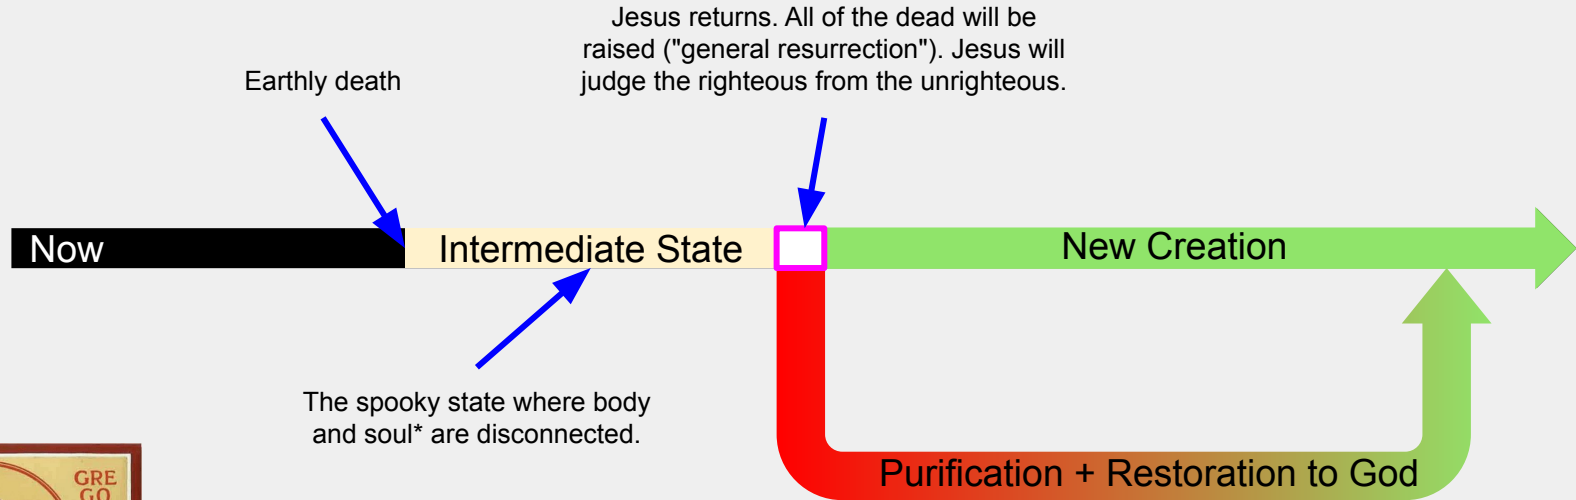 Jesus returns. All of the dead will be
raised ("general resurrection"). Jesus will
judge the righteous from the unrighteous.
Earthly death
Now
Intermediate State
New Creation
The spooky state where body
and soul* are disconnected.
GRE
GO
Purification + Restoration to God